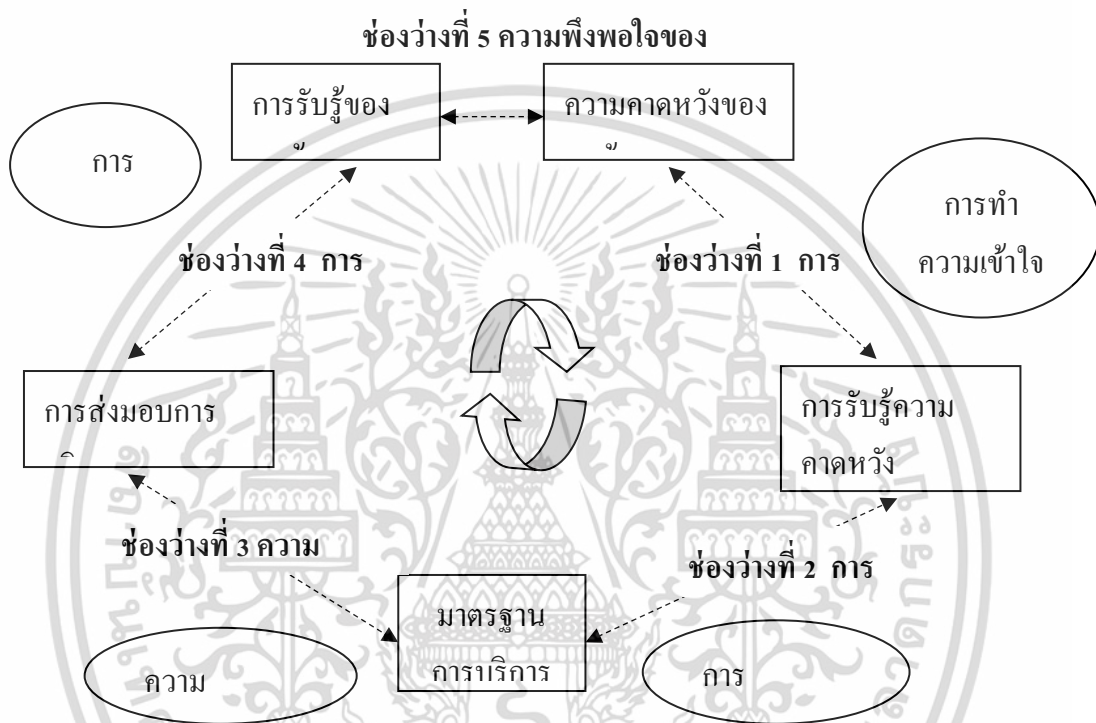 ช่องว่างที่ 5 ความพึงพอใจของ
การรับรู้ของ
ความคาดหวังของ
การ
การทำ
ความเข้าใจ
ช่องว่างที่ 4 การ
ช่องว่างที่ 1 การ
การส่งมอบการ
การรับรู้ความ
คาดหวัง
ช่องว่างที่ 3 ความ
ช่องว่างที่ 2 การ
มาตรฐาน
การบริการ
ความ
การ